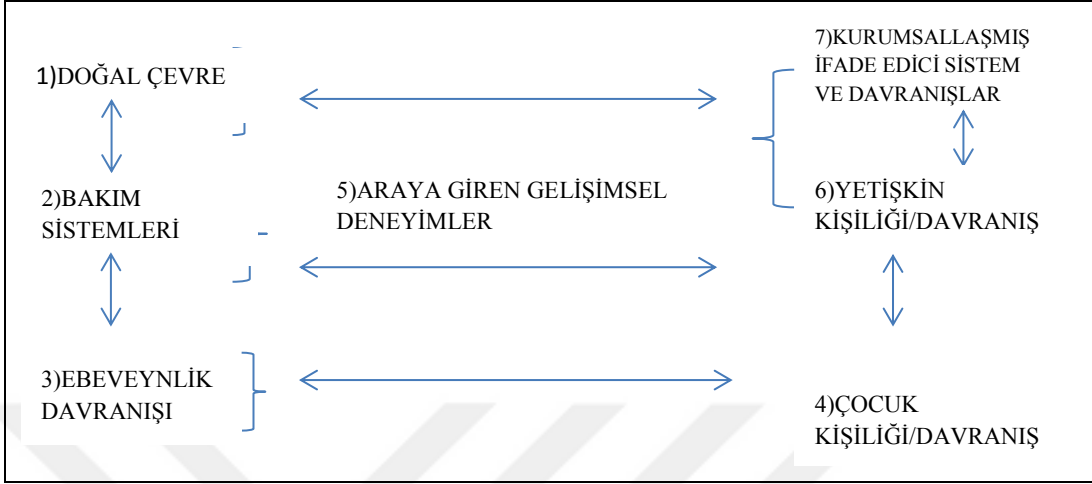 1)DOĞAL ÇEVRE
2)BAKIM
SİSTEMLERİ
3)EBEVEYNLİK
DAVRANIŞI
5)ARAYA GİREN GELİŞİMSEL
DENEYİMLER
7)KURUMSALLAŞMIŞ
İFADE EDİCİ SİSTEM
VE DAVRANIŞLAR
6)YETİŞKİN
KİŞİLİĞİ/DAVRANIŞ
4)ÇOCUK
KİŞİLİĞİ/DAVRANIŞ